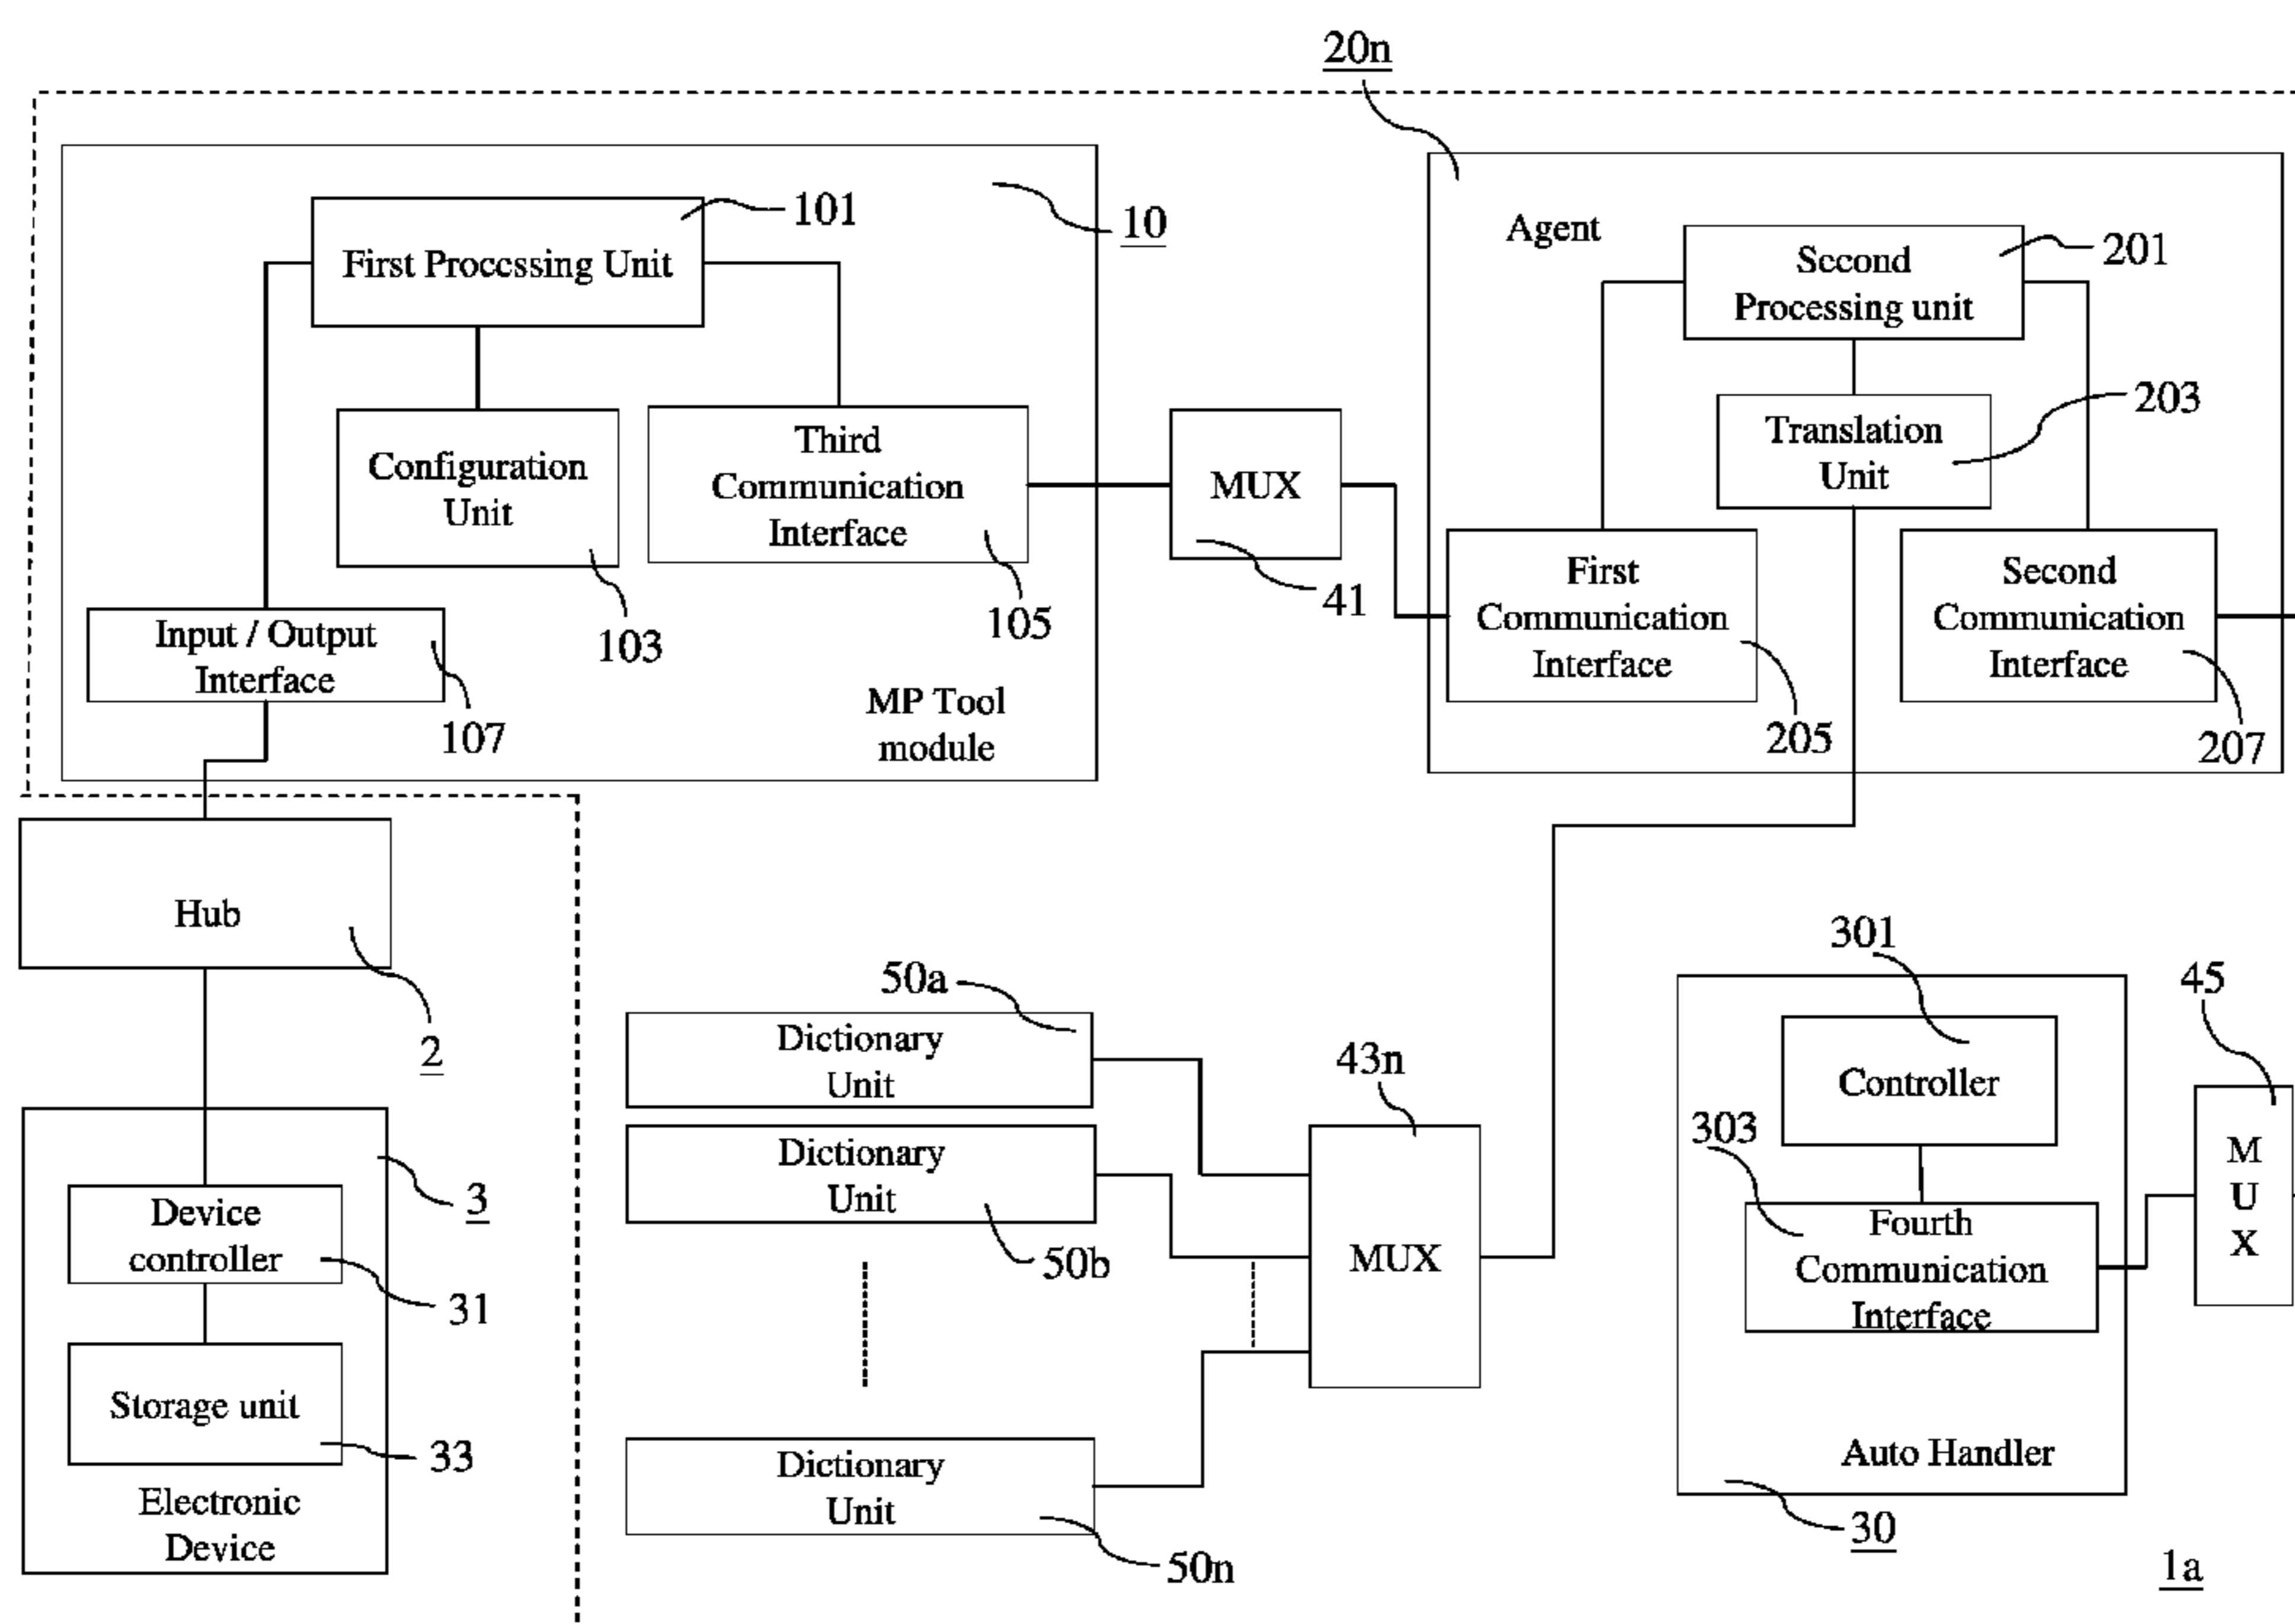 20n
101
10
First Processing Unit
Agent
Second
Processing unit
201
203
Translation
Unit
Configuration
Unit
Third
Communication
Interface
MUX
41
103
105
First
Communication
Interface
205
Second
Communication
Interface
207
Input / Output
Interface
107
MP Tool
module
Hub
2
50a
Dictionary
Unit
Dictionary
Unit
50b
43n
MUX
Dictionary
Unit
50n
301
Controller
303
Fourth
Communication
Interface
45
M
U
X
Auto Handler
30
1a
3
Device
controller
31
Storage unit
33
Electronic
Device